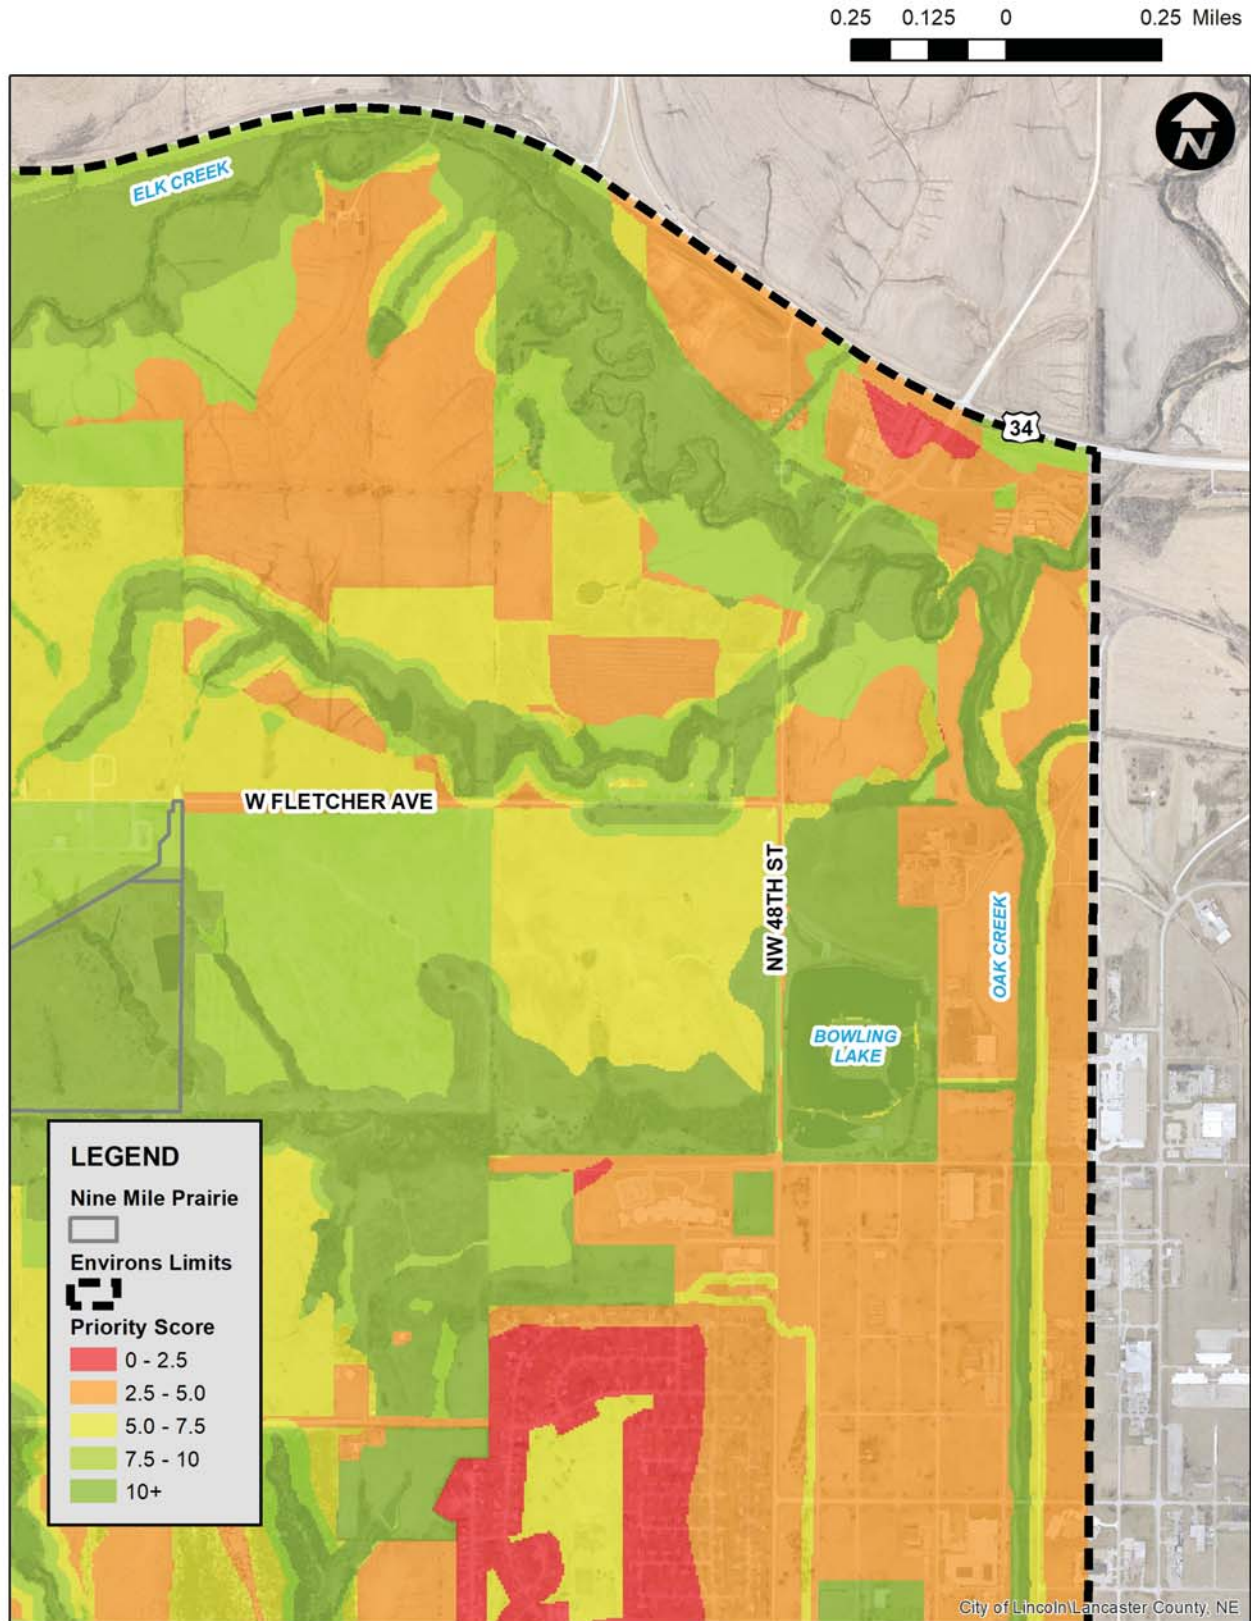 0.25 0.125 0 0.25 Miles
N
ELK CREEK
34
W FLETCHER AVE
NW 48TH ST
OAK CREEK
BOWLING
LAKE
LEGEND
Nine Mile Prairie
Environs Limits
Priority Score
0 - 2.5
2.5 - 5.0
5.0 - 7.5
7.5 - 10
10+
City of Lincoln\Lancaster County, NE